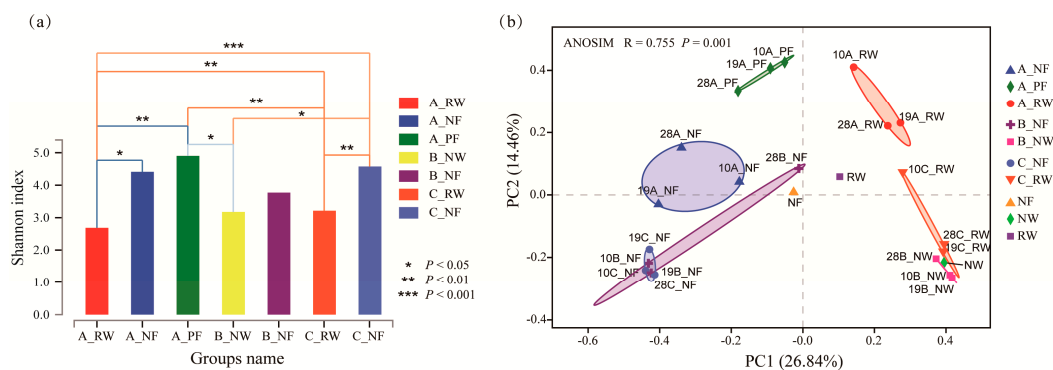 (a)
***
**
**
*
**
*
*
**
A_RW
A_NF
A_PF
B_NW
B_NF
C_RW
C_NF
* P < 0.05
** P < 0.01
*** P < 0.001
Shannon index
5.0
4.0
3.0
2.0
1.0
0.0
A_RW A_NF A_PF B_NW B_NF C_RW C_NF
Groups name
(b)
ANOSIM R = 0.755 P = 0.001
10A_PF
19A_PF
28A_PF
10A_RW
19A_RW
28A_RW
28A_NF
10A_NF
19A_NF
28B_NF
NF
RW
10C_RW
19C_NF
10B_NF
10C_NF
19B_NF
28C_NF
28C_RW
19C_RW
28B_NW
NW
10B_NW
19B_NW
PC2 (14.46%)
0.4
0.2
-0.0
-0.2
-0.4
-0.6 -0.4 -0.2 -0.0 0.2 0.4
PC1 (26.84%)
A_NF
A_PF
A_RW
B_NF
B_NW
C_NF
C_RW
NF
NW
RW